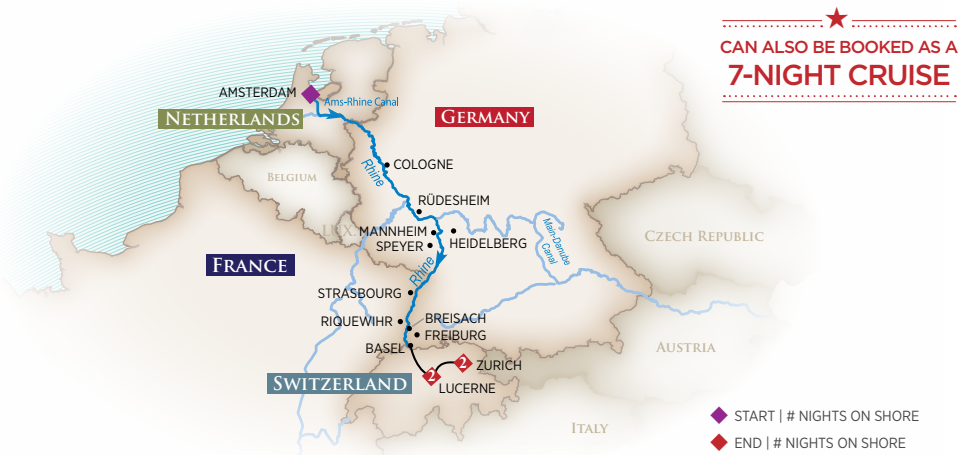 CAN ALSO BE BOOKED AS A
7-NIGHT CRUISE
AMSTERDAM
Ams-Rhine Canal
NETHERLANDS
GERMANY
COLOGNE
Rhine
BELGIUM
RÜDESHEIM
LUX.
MANNHEIM
HEIDELBERG
SPEYER
Main-Danube
Canal
CZECH REPUBLIC
FRANCE
Rhine
STRASBOURG
RIQUEWIHR
BREISACH
FREIBURG
BASEL
AUSTRIA
2
ZURICH
2
LUCERNE
SWITZERLAND
ITALY
START | # NIGHTS ON SHORE
END | # NIGHTS ON SHORE